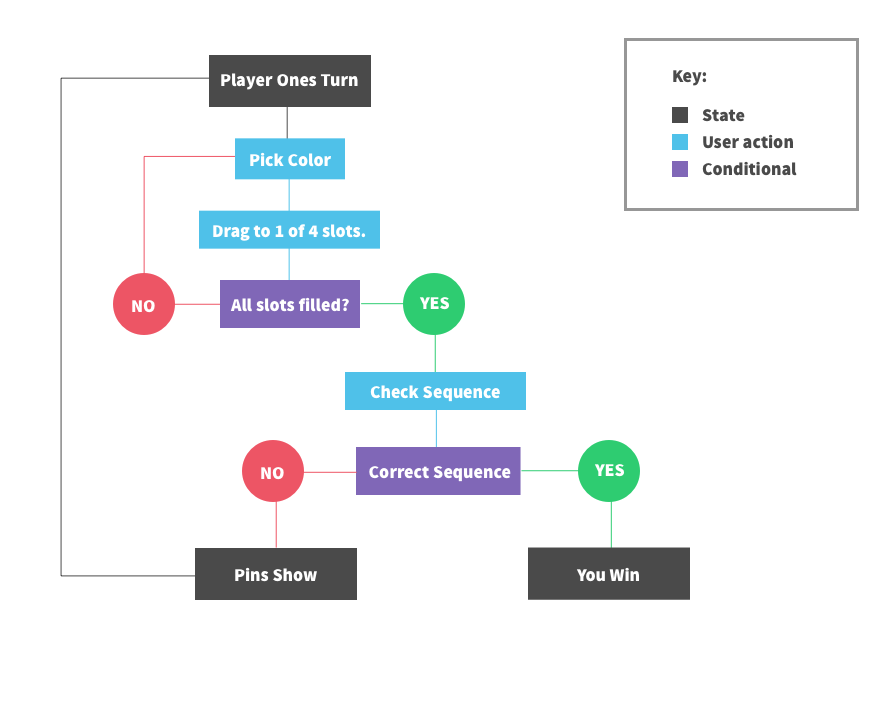 Player Ones Turn
Key:
State
User action
Conditional
Pick Color
Drag to 1 of 4 slots.
NO
All slots filled?
YES
Check Sequence
NO
Correct Sequence
YES
Pins Show
You Win